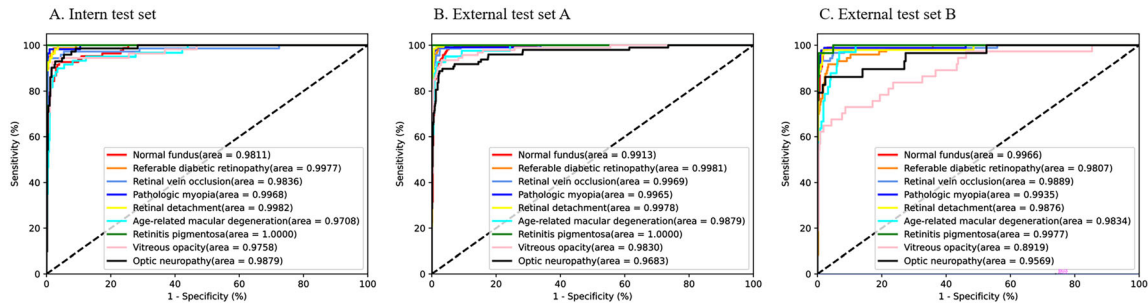 A. Intern test set
100
80
60
40
20
0
Sensitivity (%)
Normal fundus(area = 0.9811)
Referable diabetic retinopathy(area = 0.9977)
Retinal vein occlusion(area = 0.9836)
Pathologic myopia(area = 0.9968)
Retinal detachment(area = 0.9982)
Age-related macular degeneration(area = 0.9708)
Retinitis pigmentosa(area = 1.0000)
Vitreous opacity(area = 0.9758)
Optic neuropathy(area = 0.9879)
0 20 40 60 80 100
1 - Specificity (%)
B. External test set A
100
80
60
40
20
0
Sensitivity (%)
Normal fundus(area = 0.9913)
Referable diabetic retinopathy(area = 0.9981)
Retinal vein occlusion(area = 0.9969)
Pathologic myopia(area = 0.9965)
Retinal detachment(area = 0.9978)
Age-related macular degeneration(area = 0.9879)
Retinitis pigmentosa(area = 1.0000)
Vitreous opacity(area = 0.9830)
Optic neuropathy(area = 0.9683)
0 20 40 60 80 100
1 - Specificity (%)
C. External test set B
100
80
60
40
20
0
Sensitivity (%)
Normal fundus(area = 0.9966)
Referable diabetic retinopathy(area = 0.9807)
Retinal vein occlusion(area = 0.9889)
Pathologic myopia(area = 0.9935)
Retinal detachment(area = 0.9876)
Age-related macular degeneration(area = 0.9834)
Retinitis pigmentosa(area = 0.9977)
Vitreous opacity(area = 0.8919)
Optic neuropathy(area = 0.9569)
0 20 40 60 80 100
1 - Specificity (%)